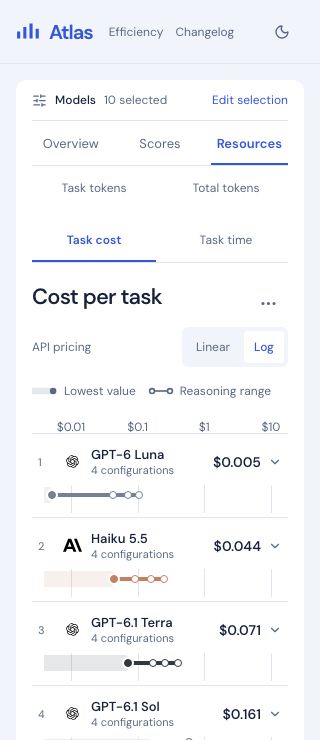 Atlas Efficiency Changelog
Models 10 selected Edit selection
Overview Scores Resources
Task tokens Total tokens
Task cost Task time
Cost per task ...
API pricing Linear Log
Lowest value Reasoning range
$0.01 $0.1 $1 $10
1 GPT-6 Luna $0.005
4 configurations
2 Haiku 5.5 $0.044
4 configurations
3 GPT-6.1 Terra $0.071
4 configurations
4 GPT-6.1 Sol $0.161
4 configurations